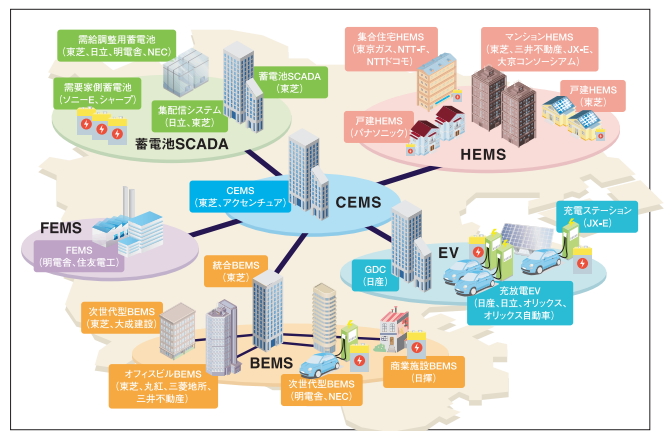 需給調整用蓄電池
(東芝、日立、明電舎、NEC)
蓄電池SCADA
(東芝)
需要家側蓄電池
(ソニーE、シャープ)
集配信システム
(日立、東芝)
蓄電池SCADA
集合住宅HEMS
(東京ガス、NTT-F、
NTTドコモ)
マンションHEMS
(東芝、三井不動産、JX-E、
大京コンソーシアム)
戸建HEMS
(東芝)
戸建HEMS
(パナソニック)
HEMS
CEMS
(東芝、アクセンチュア)
CEMS
FEMS
FEMS
(明電舎、住友電工)
充電ステーション
(JX-E)
EV
GDC
(日産)
充放電EV
(日産、日立、オリックス、
オリックス自動車)
統合BEMS
(東芝)
次世代型BEMS
(東芝、大成建設)
BEMS
オフィスビルBEMS
(東芝、丸紅、三菱地所、
三井不動産)
次世代型BEMS
(明電舎、NEC)
商業施設BEMS
(日揮)